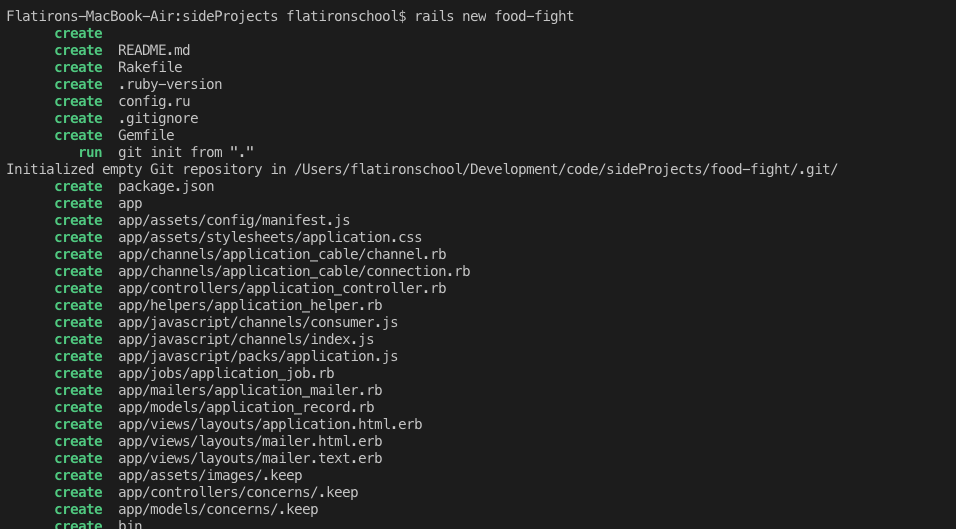 Flatirons-MacBook-Air:sideProjects flatironschool$ rails new food-fight
create
create README.md
create Rakefile
create .ruby-version
create config.ru
create .gitignore
create Gemfile
run git init from "."
Initialized empty Git repository in /Users/flatironschool/Development/code/sideProjects/food-fight/.git/
create package.json
create app
create app/assets/config/manifest.js
create app/assets/stylesheets/application.css
create app/channels/application_cable/channel.rb
create app/channels/application_cable/connection.rb
create app/controllers/application_controller.rb
create app/helpers/application_helper.rb
create app/javascript/channels/consumer.js
create app/javascript/channels/index.js
create app/javascript/packs/application.js
create app/jobs/application_job.rb
create app/mailers/application_mailer.rb
create app/models/application_record.rb
create app/views/layouts/application.html.erb
create app/views/layouts/mailer.html.erb
create app/views/layouts/mailer.text.erb
create app/assets/images/.keep
create app/controllers/concerns/.keep
create app/models/concerns/.keep
create bin